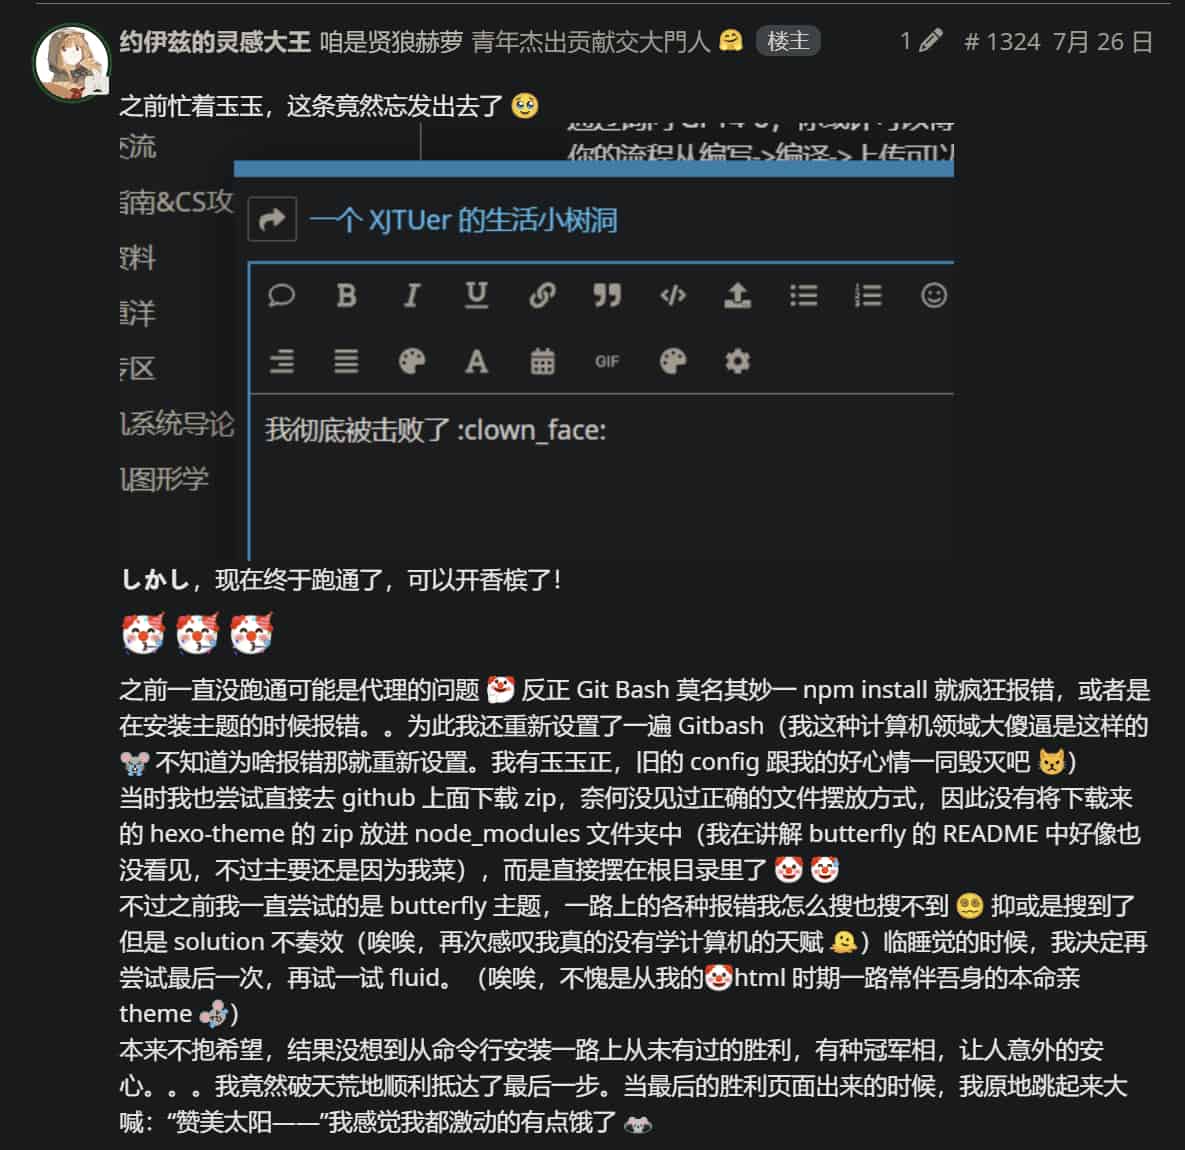 约伊兹的灵感大王 咱是贤狼赫萝 青年杰出贡献交大門人 🤗 楼主 1 # 1324 7月 26 日
之前忙着玉玉，这条竟然忘发出去了 🥹
交流
你的流程从编写->编译->上传可以
指南&CS攻
一个 XJTUer 的生活小树洞
资料
B I U </>
重洋
专区
A GIF
机系统导论
我彻底被击败了 :clown_face:
机图形学
しかし，现在终于跑通了，可以开香槟了！
之前一直没跑通可能是代理的问题 反正 Git Bash 莫名其妙一 npm install 就疯狂报错，或者是
在安装主题的时候报错。。为此我还重新设置了一遍 Gitbash（我这种计算机领域大傻逼是这样的
不知道为啥报错那就重新设置。我有玉玉正，旧的 config 跟我的好心情一同毁灭吧 😼）
当时我也尝试直接去 github 上面下载 zip，奈何没见过正确的文件摆放方式，因此没有将下载来
的 hexo-theme 的 zip 放进 node_modules 文件夹中（我在讲解 butterfly 的 README 中好像也
没看见，不过主要还是因为我菜），而是直接摆在根目录里了 🤡
不过之前我一直尝试的是 butterfly 主题，一路上的各种报错我怎么搜也搜不到 😵‍💫 抑或是搜到了
但是 solution 不奏效（唉唉，再次感叹我真的没有学计算机的天赋 🫠）临睡觉的时候，我决定再
尝试最后一次，再试一试 fluid。（唉唉，不愧是从我的🤡html 时期一路常伴吾身的本命亲
theme ）
本来不抱希望，结果没想到从命令行安装一路上从未有过的胜利，有种冠军相，让人意外的安
心。。。我竟然破天荒地顺利抵达了最后一步。当最后的胜利页面出来的时候，我原地跳起来大
喊：“赞美太阳——”我感觉我都激动的有点饿了